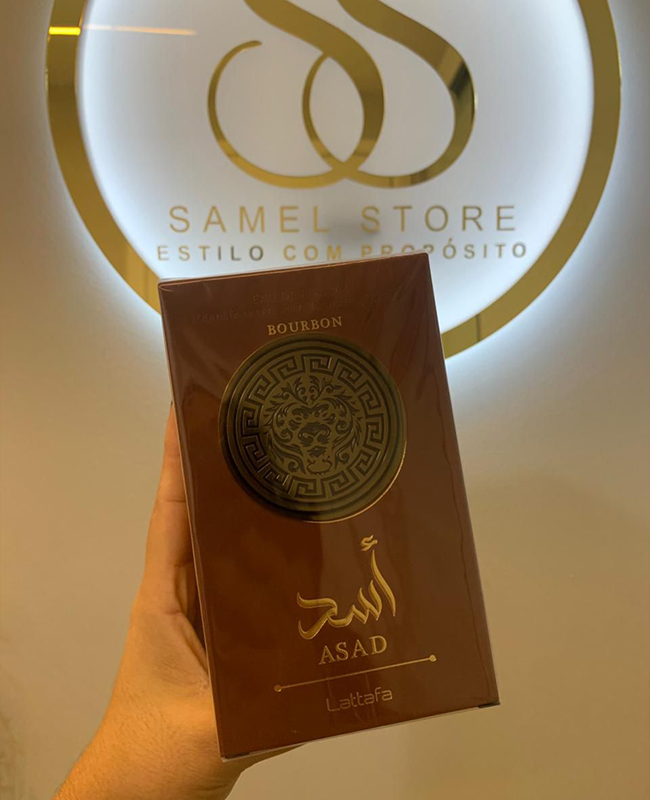 SAMEL STORE
ESTILO COM PROPÓSITO
BOURBON
أسد
ASAD
Lattafa